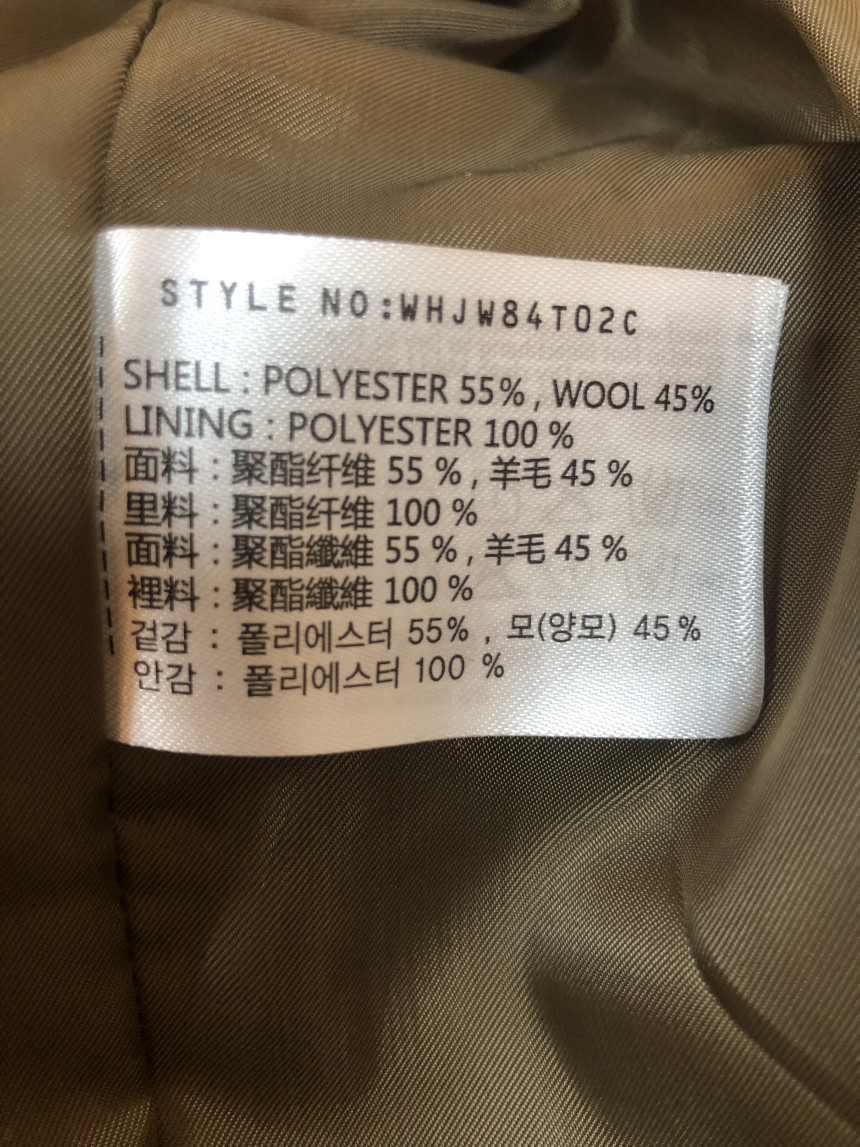 STYLE NO:WHJW84T02C
SHELL : POLYESTER 55% , WOOL 45%
LINING : POLYESTER 100 %
面料 : 聚酯纤维 55 % , 羊毛 45 %
里料 : 聚酯纤维 100 %
面料 : 聚酯纖維 55 % , 羊毛 45 %
裡料 : 聚酯纖維 100 %
겉감 : 폴리에스터 55% , 모(양모) 45 %
안감 : 폴리에스터 100 %